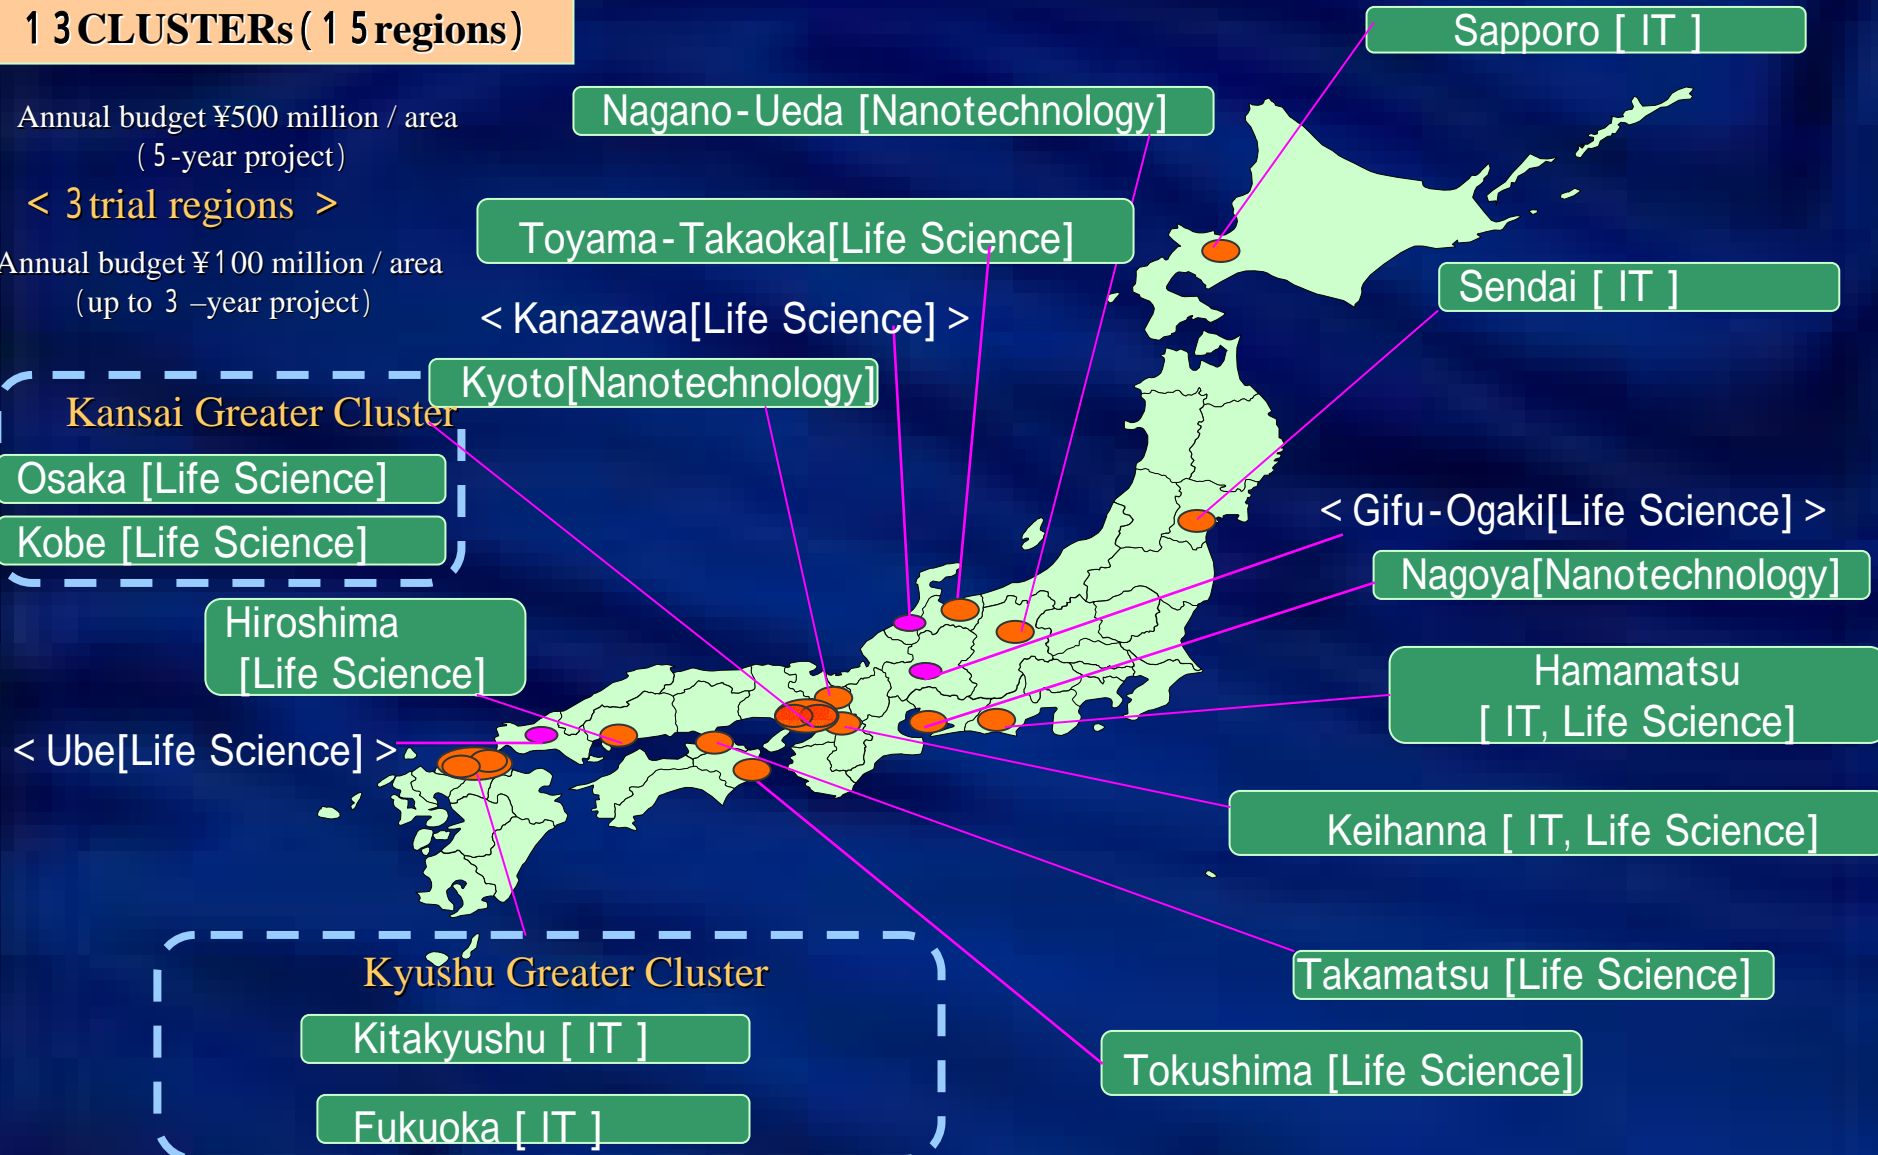 13CLUSTERs(15regions)
Annual budget ¥500 million / area
(5-year project)
< 3trial regions >
Annual budget ¥100 million / area
(up to 3 –year project)
Sapporo [ IT ]
Nagano-Ueda [Nanotechnology]
Toyama-Takaoka[Life Science]
Sendai [ IT ]
< Kanazawa[Life Science] >
Kyoto[Nanotechnology]
Kansai Greater Cluster
Osaka [Life Science]
Kobe [Life Science]
< Gifu-Ogaki[Life Science] >
Nagoya[Nanotechnology]
Hiroshima
[Life Science]
Hamamatsu
[ IT, Life Science]
< Ube[Life Science] >
Keihanna [ IT, Life Science]
Takamatsu [Life Science]
Kyushu Greater Cluster
Kitakyushu [ IT ]
Tokushima [Life Science]
Fukuoka [ IT ]